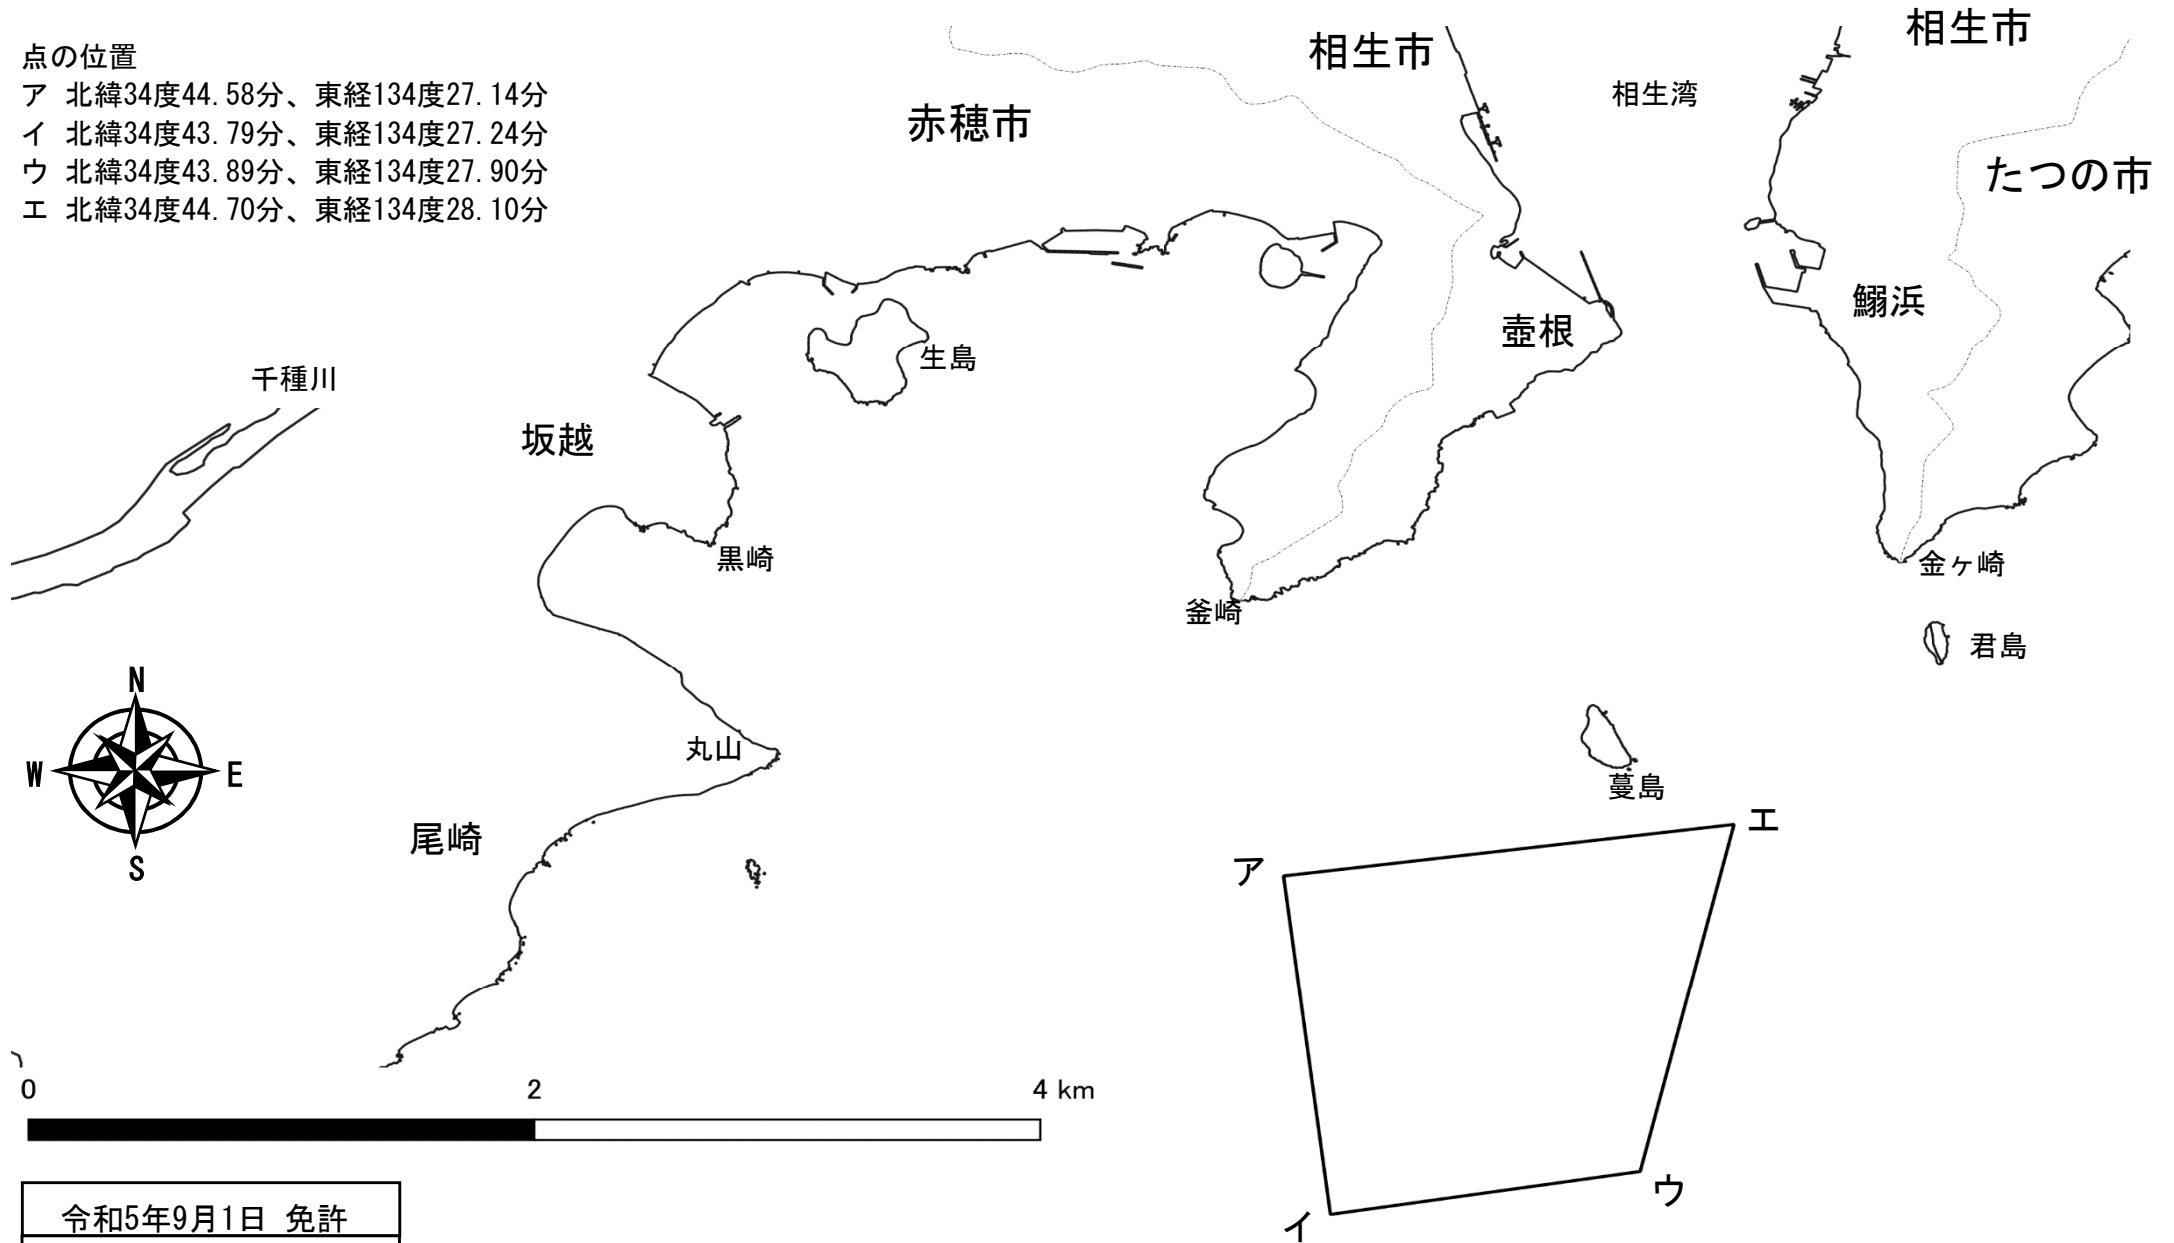 点の位置
ア 北緯34度44.58分、東経134度27.14分
イ 北緯34度43.79分、東経134度27.24分
ウ 北緯34度43.89分、東経134度27.90分
エ 北緯34度44.70分、東経134度28.10分
相生市
相生市
相生湾
赤穂市
たつの市
鰯浜
壺根
生島
千種川
坂越
黒崎
金ヶ崎
釜崎
君島
N
W
E
S
丸山
蔓島
尾崎
エ
ア
ウ
イ
0 2 4 km
令和5年9月1日 免許